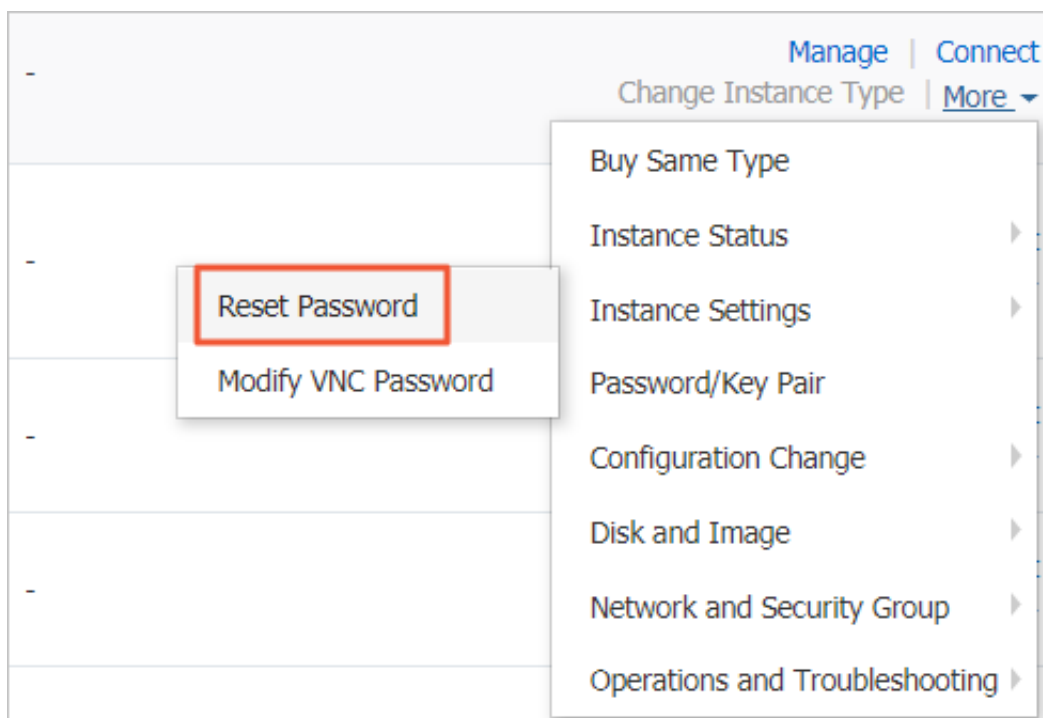 - Manage | Connect
Change Instance Type | More
Buy Same Type
Instance Status
-
Reset Password
Instance Settings
Modify VNC Password
Password/Key Pair
-
Configuration Change
Disk and Image
-
Network and Security Group
Operations and Troubleshooting